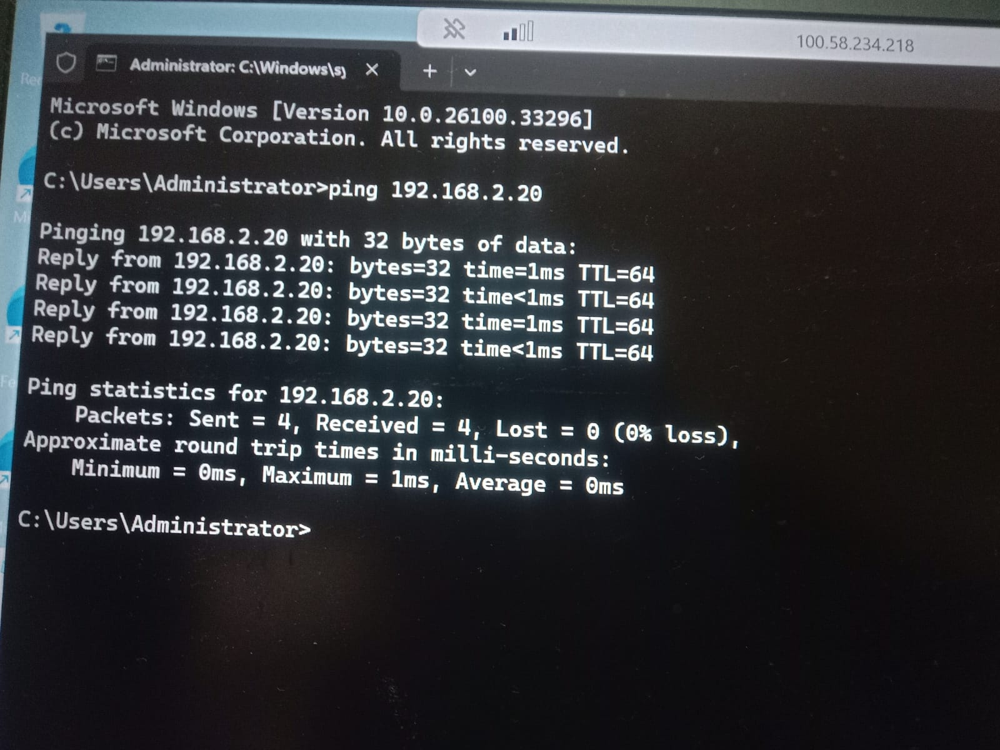 100.58.234.218
Administrator: C:\Windows\sy
Microsoft Windows [Version 10.0.26100.33296]
(c) Microsoft Corporation. All rights reserved.
C:\Users\Administrator>ping 192.168.2.20
Pinging 192.168.2.20 with 32 bytes of data:
Reply from 192.168.2.20: bytes=32 time=1ms TTL=64
Reply from 192.168.2.20: bytes=32 time<1ms TTL=64
Reply from 192.168.2.20: bytes=32 time=1ms TTL=64
Reply from 192.168.2.20: bytes=32 time<1ms TTL=64
Ping statistics for 192.168.2.20:
Packets: Sent = 4, Received = 4, Lost = 0 (0% loss),
Approximate round trip times in milli-seconds:
Minimum = 0ms, Maximum = 1ms, Average = 0ms
C:\Users\Administrator>